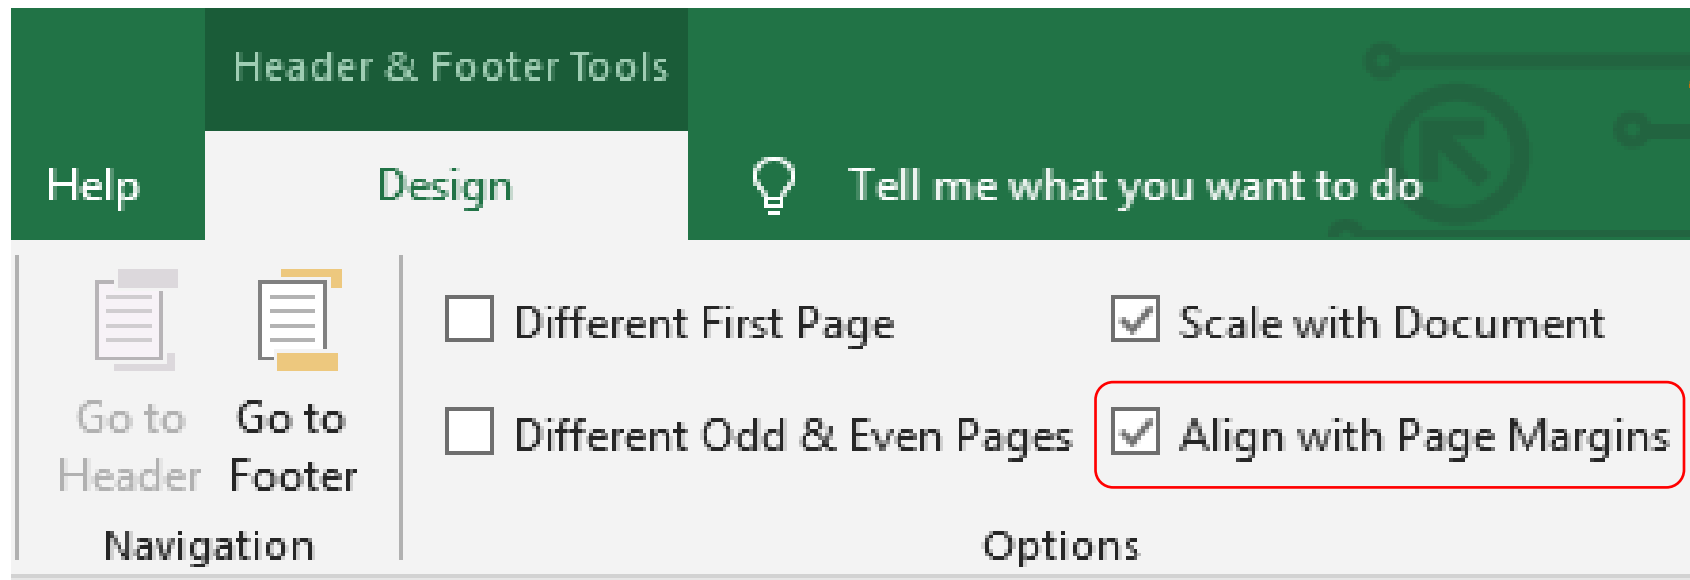 Header & Footer Tools
Help
Design
Tell me what you want to do
Go to
Header
Go to
Footer
Navigation
Different First Page
Different Odd & Even Pages
Scale with Document
Align with Page Margins
Options